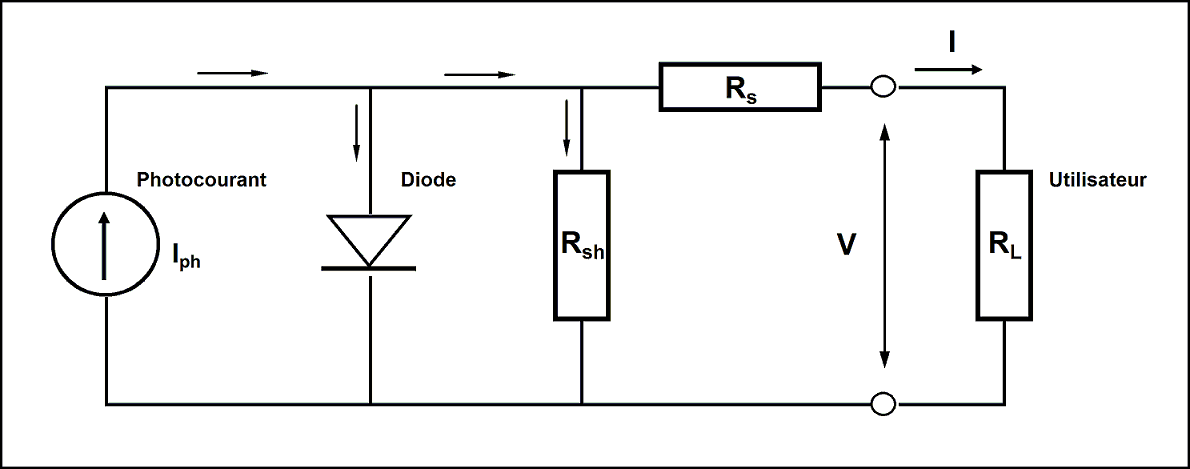 I
Rs
Photocourant
Diode
Utilisateur
Iph
Rsh
V
RL